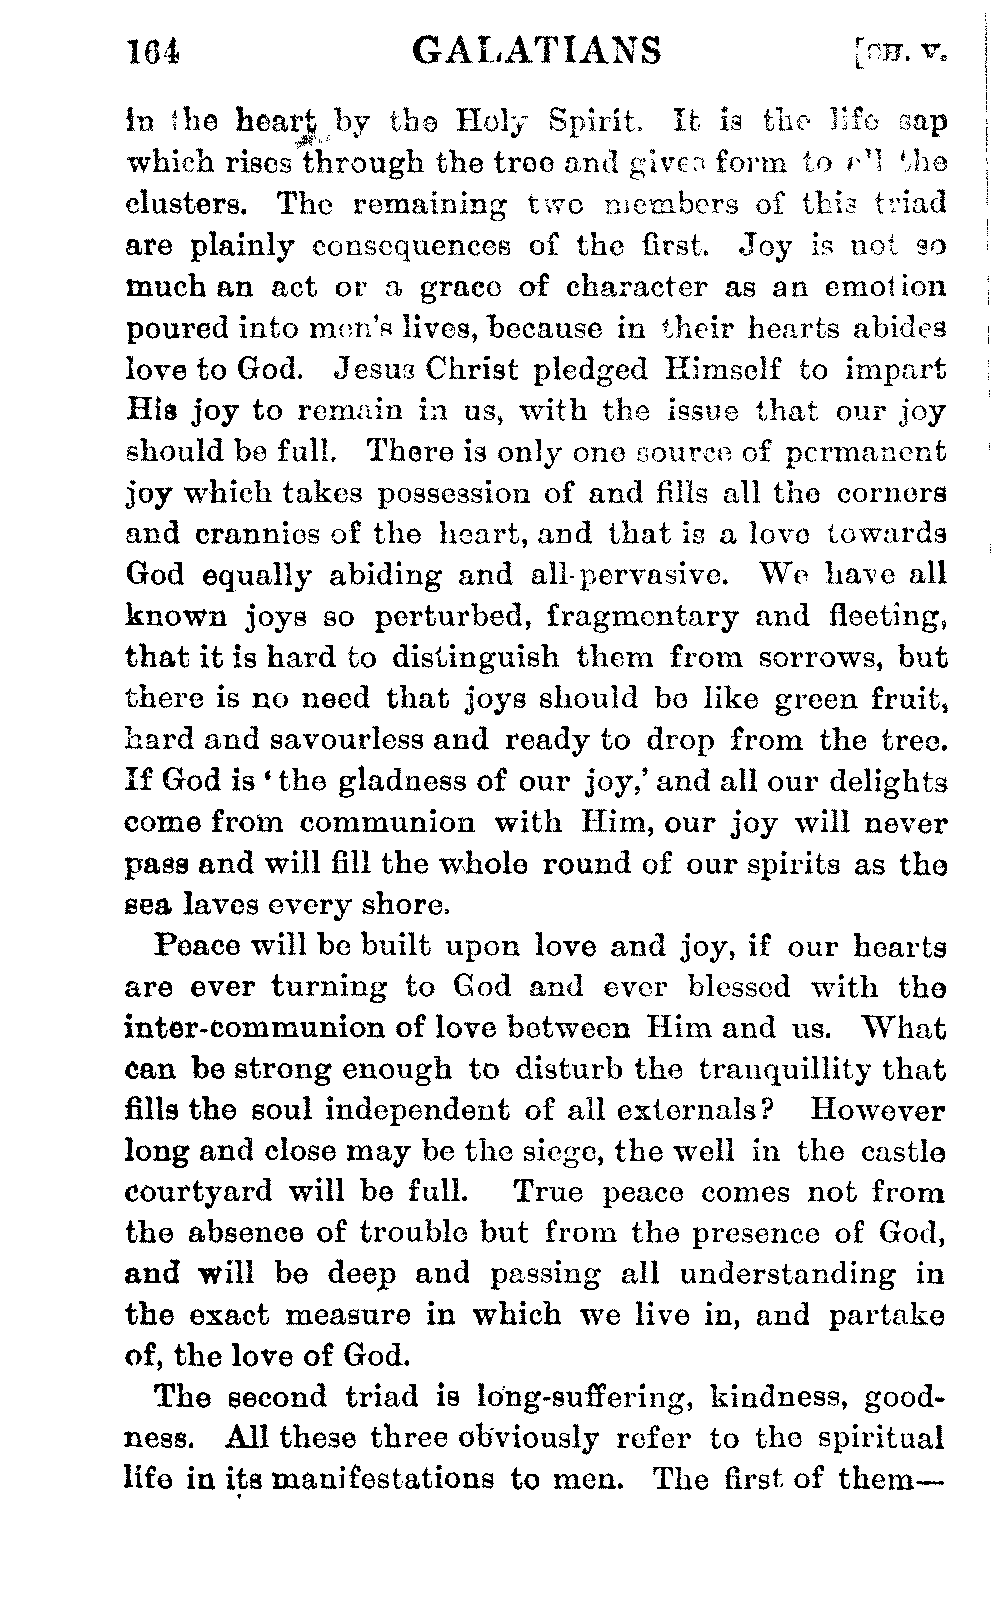 164 GALATIANS [CH. V.
in the heart by the Holy Spirit. It is the life sap
which rises through the tree and gives form to all the
clusters. The remaining two members of this triad
are plainly consequences of the first. Joy is not so
much an act or a grace of character as an emotion
poured into men's lives, because in their hearts abides
love to God. Jesus Christ pledged Himself to impart
His joy to remain in us, with the issue that our joy
should be full. There is only one source of permanent
joy which takes possession of and fills all the corners
and crannies of the heart, and that is a love towards
God equally abiding and all-pervasive. We have all
known joys so perturbed, fragmentary and fleeting,
that it is hard to distinguish them from sorrows, but
there is no need that joys should be like green fruit,
hard and savourless and ready to drop from the tree.
If God is 'the gladness of our joy,' and all our delights
come from communion with Him, our joy will never
pass and will fill the whole round of our spirits as the
sea laves every shore.
Peace will be built upon love and joy, if our hearts
are ever turning to God and ever blessed with the
inter-communion of love between Him and us. What
can be strong enough to disturb the tranquillity that
fills the soul independent of all externals? However
long and close may be the siege, the well in the castle
courtyard will be full. True peace comes not from
the absence of trouble but from the presence of God,
and will be deep and passing all understanding in
the exact measure in which we live in, and partake
of, the love of God.
The second triad is long-suffering, kindness, good-
ness. All these three obviously refer to the spiritual
life in its manifestations to men. The first of them—